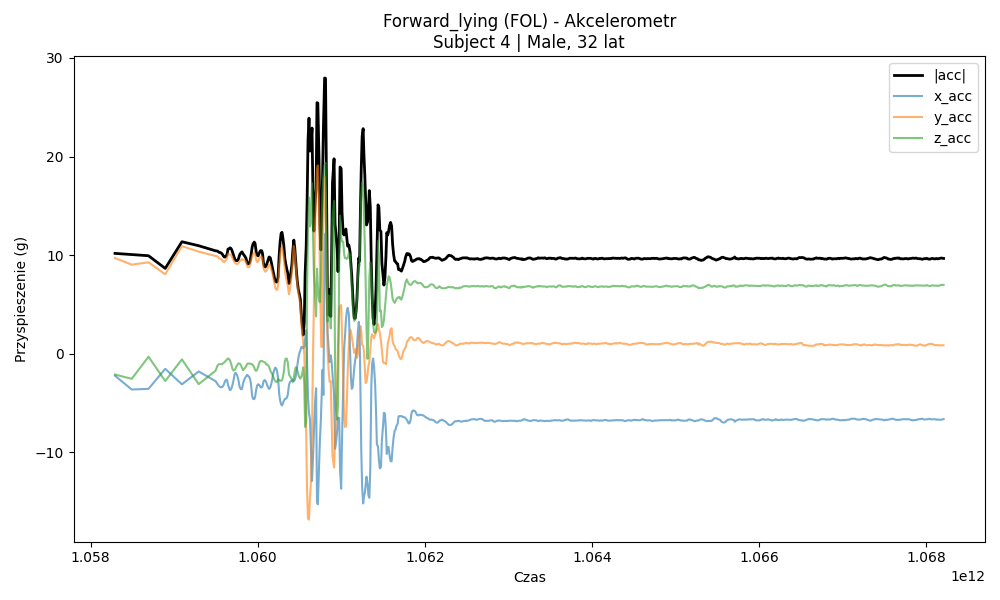 Forward_lying (FOL) - Akcelerometr
Subject 4 | Male, 32 lat
Przyspieszenie (g)
30
20
10
0
−10
|acc|
x_acc
y_acc
z_acc
1.058 1.060 1.062 1.064 1.066 1.068
1e12
Czas